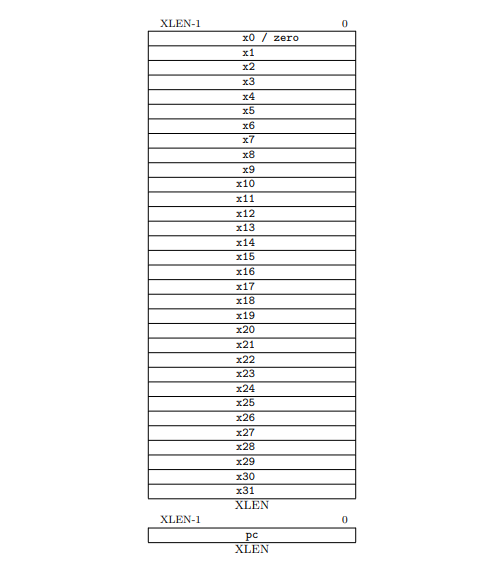 XLEN-1 0
x0 / zero
x1
x2
x3
x4
x5
x6
x7
x8
x9
x10
x11
x12
x13
x14
x15
x16
x17
x18
x19
x20
x21
x22
x23
x24
x25
x26
x27
x28
x29
x30
x31
XLEN
XLEN-1 0
pc
XLEN